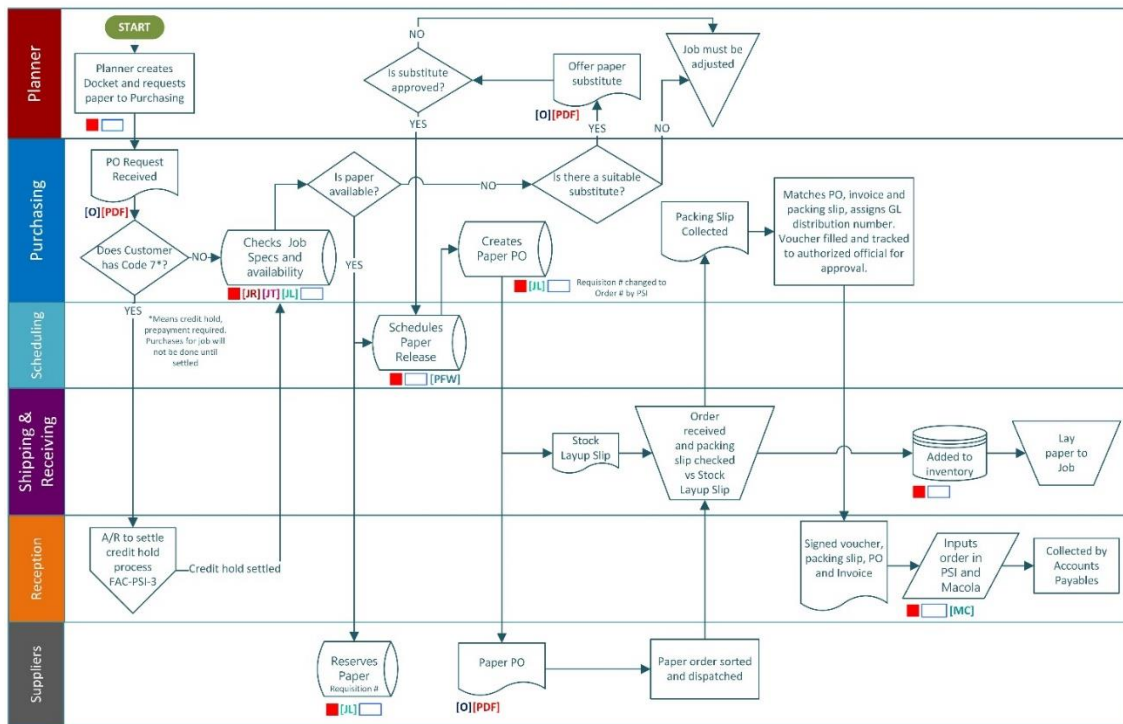 Planner
START
Planner creates
Docket and requests
paper to Purchasing
NO
Is substitute
approved?
YES
Offer paper
substitute
[O][PDF]
YES
NO
Job must be
adjusted
Purchasing
PO Request
Received
[O][PDF]
Does Customer
has Code 7*?
NO
YES
Checks Job
Specs and
availability
[JR] [JT] [JL]
Is paper
available?
NO
YES
Is there a suitable
substitute?
Creates
Paper PO
[JL]
Requisiton # changed to
Order # by PSI
Packing Slip
Collected
Matches PO, invoice and
packing slip, assigns GL
distribution number.
Voucher filled and tracked
to authorized official for
approval.
Scheduling
*Means credit hold,
prepayment required.
Purchases for job will
not be done until
settled
Schedules
Paper
Release
[PFW]
Shipping &
Receiving
Stock
Layup Slip
Order
received
and packing
slip checked
vs Stock
Layup Slip
Added to
inventory
Lay
paper to
Job
Reception
A/R to settle
credit hold
process
FAC-PSI-3
Credit hold settled
Signed voucher,
packing slip, PO
and Invoice
Inputs
order in
PSI and
Macola
[MC]
Collected by
Accounts
Payables
Suppliers
Reserves
Paper
Requisition #
[JL]
Paper PO
[O][PDF]
Paper order sorted
and dispatched